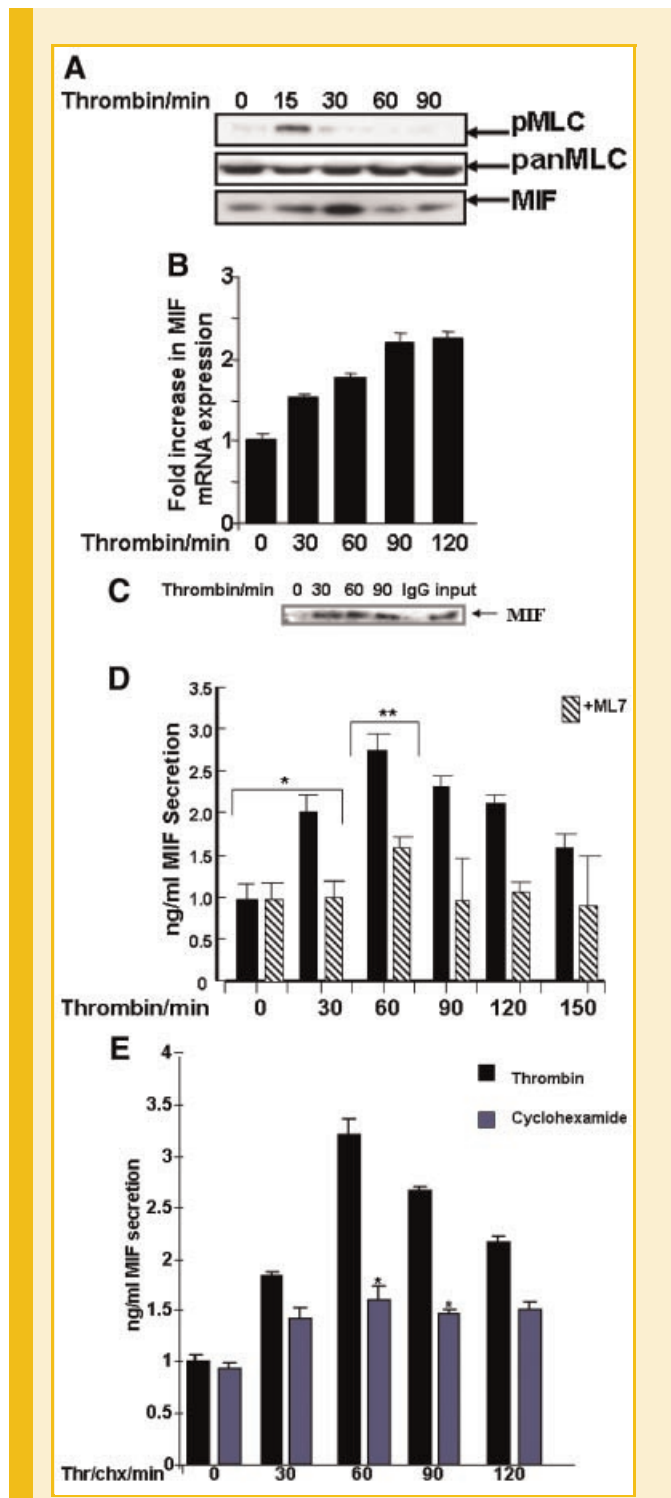 A
Thrombin/min 0 15 30 60 90
pMLC
panMLC
MIF
B
Fold increase in MIF
mRNA expression
3
2
1
0
Thrombin/min 0 30 60 90 120
C
Thrombin/min 0 30 60 90 IgG input
MIF
D
ng/ml MIF Secretion
3.5
3.0
2.5
2.0
1.5
1.0
0.5
0
* **
+ML7
Thrombin/min 0 30 60 90 120 150
E
ng/ml MIF secretion
4
3.5
3
2.5
2
1.5
1
0.5
0
Thrombin
Cyclohexamide
* *
Thr/chx/min 0 30 60 90 120